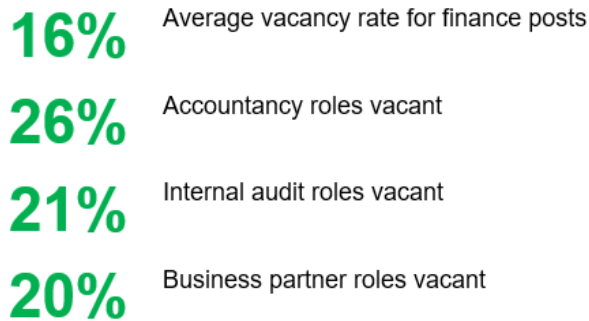 16% Average vacancy rate for finance posts
26% Accountancy roles vacant
21% Internal audit roles vacant
20% Business partner roles vacant